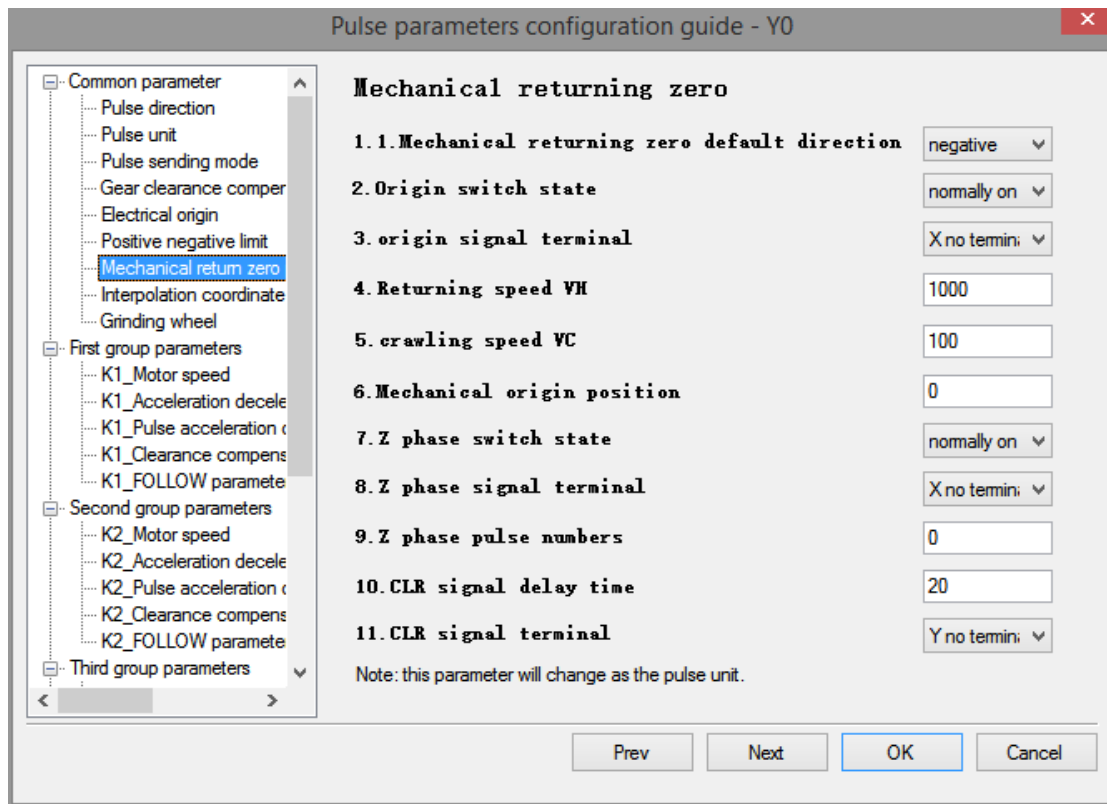 Pulse parameters configuration guide - Y0
Common parameter
Pulse direction
Pulse unit
Pulse sending mode
Gear clearance comper
Electrical origin
Positive negative limit
Mechanical return zero
Interpolation coordinate
Grinding wheel
First group parameters
K1_Motor speed
K1_Acceleration decele
K1_Pulse acceleration
K1_Clearance compens
K1_FOLLOW paramete
Second group parameters
K2_Motor speed
K2_Acceleration decele
K2_Pulse acceleration
K2_Clearance compens
K2_FOLLOW paramete
Third group parameters
Mechanical returning zero
1.1.Mechanical returning zero default direction negative
2.Origin switch state normally on
3.origin signal terminal X no termin
4.Returning speed VH 1000
5.crawling speed VC 100
6.Mechanical origin position 0
7.Z phase switch state normally on
8.Z phase signal terminal X no termin
9.Z phase pulse numbers 0
10.CLR signal delay time 20
11.CLR signal terminal Y no termin
Note: this parameter will change as the pulse unit.
Prev Next OK Cancel